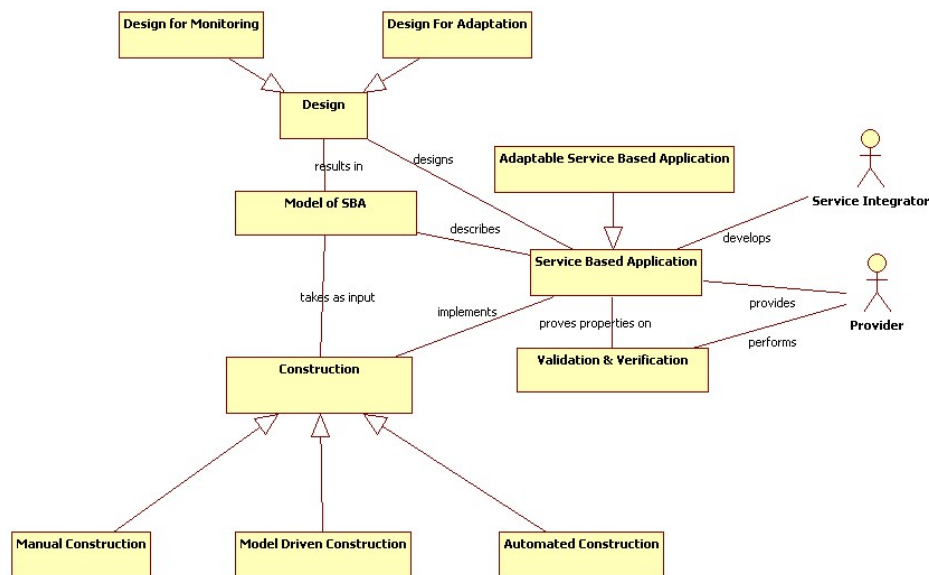 Design for Monitoring
Design For Adaptation
Design
designs
results in
Adaptable Service Based Application
Model of SBA
Service Integrator
describes
develops
Service Based Application
takes as input
implements
proves properties on
provides
Provider
performs
Construction
Validation & Verification
Manual Construction
Model Driven Construction
Automated Construction